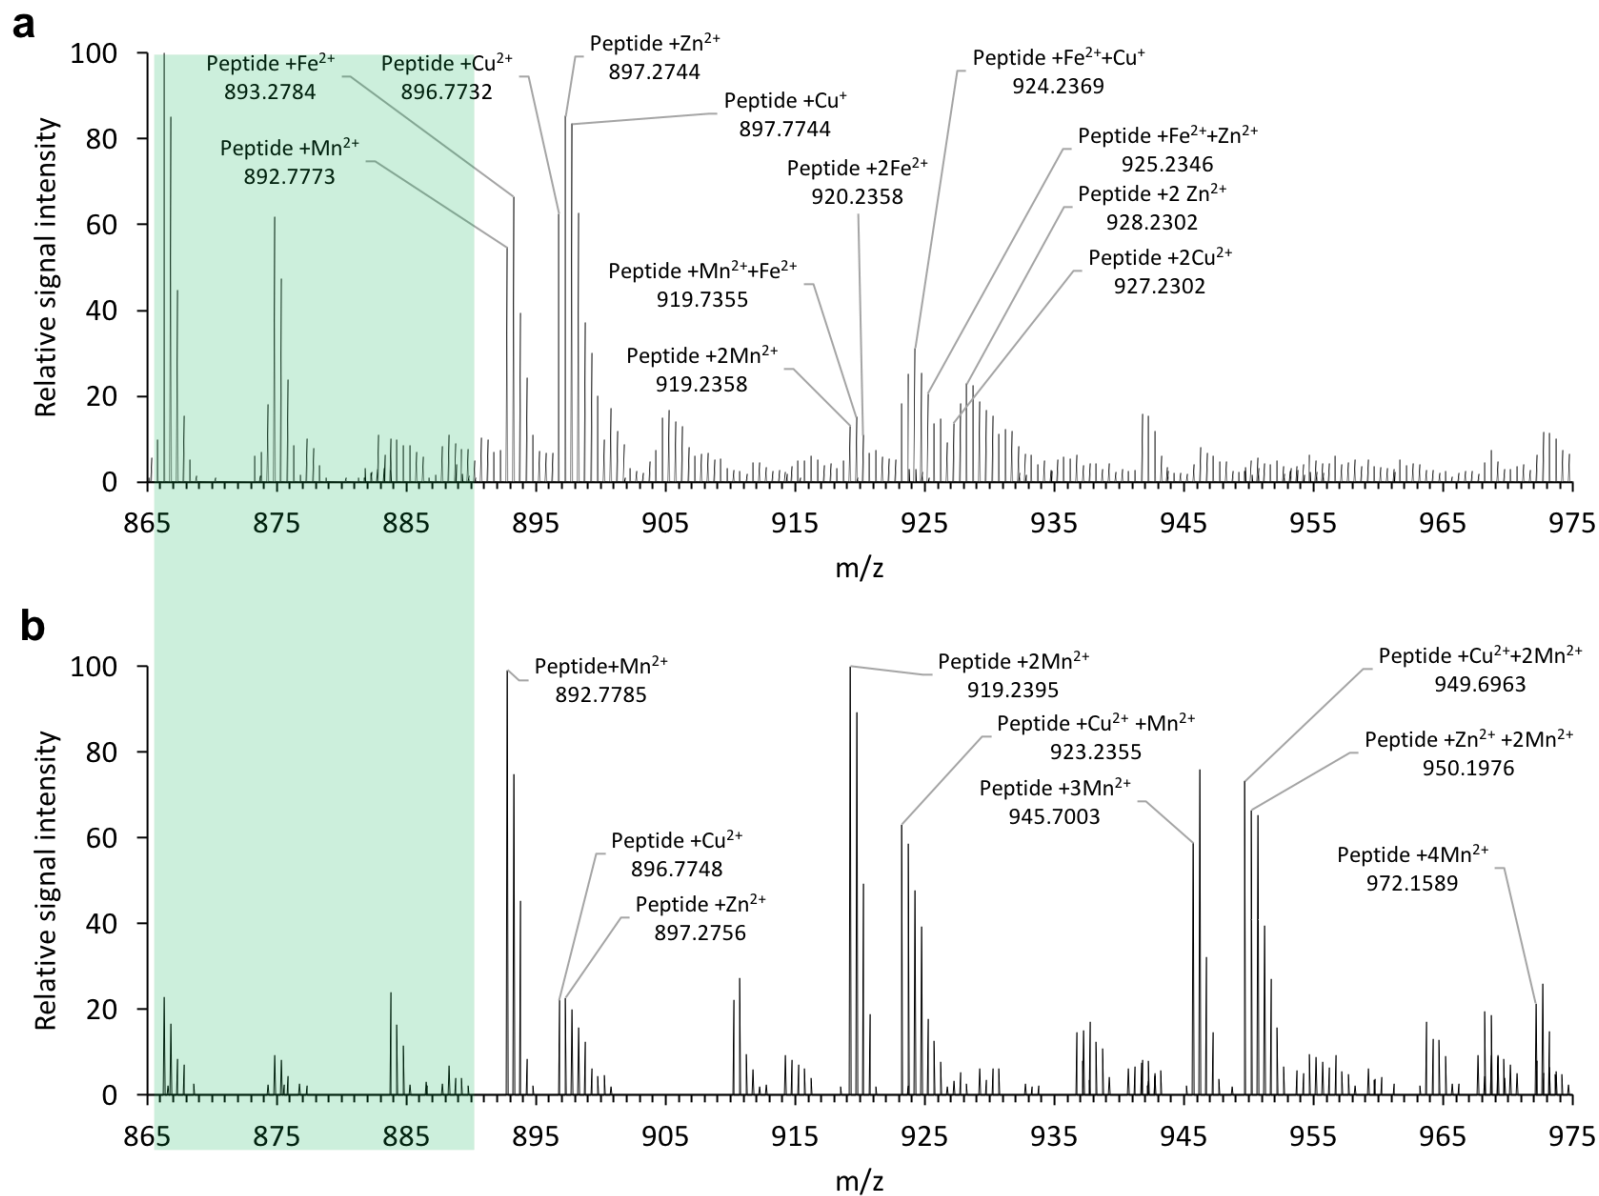 a
Relative signal intensity
100
80
60
40
20
0
Peptide +Fe²⁺
893.2784
Peptide +Cu²⁺
896.7732
Peptide +Zn²⁺
897.2744
Peptide +Cu⁺
897.7744
Peptide +Mn²⁺
892.7773
Peptide +Fe²⁺+Cu⁺
924.2369
Peptide +Fe²⁺+Zn²⁺
925.2346
Peptide +2Fe²⁺
920.2358
Peptide +2 Zn²⁺
928.2302
Peptide +2Cu²⁺
927.2302
Peptide +Mn²⁺+Fe²⁺
919.7355
Peptide +2Mn²⁺
919.2358
865 875 885 895 905 915 925 935 945 955 965 975
m/z
b
Relative signal intensity
100
80
60
40
20
0
Peptide+Mn²⁺
892.7785
Peptide +2Mn²⁺
919.2395
Peptide +Cu²⁺+2Mn²⁺
949.6963
Peptide +Cu²⁺ +Mn²⁺
923.2355
Peptide +Zn²⁺ +2Mn²⁺
950.1976
Peptide +3Mn²⁺
945.7003
Peptide +Cu²⁺
896.7748
Peptide +4Mn²⁺
972.1589
Peptide +Zn²⁺
897.2756
865 875 885 895 905 915 925 935 945 955 965 975
m/z